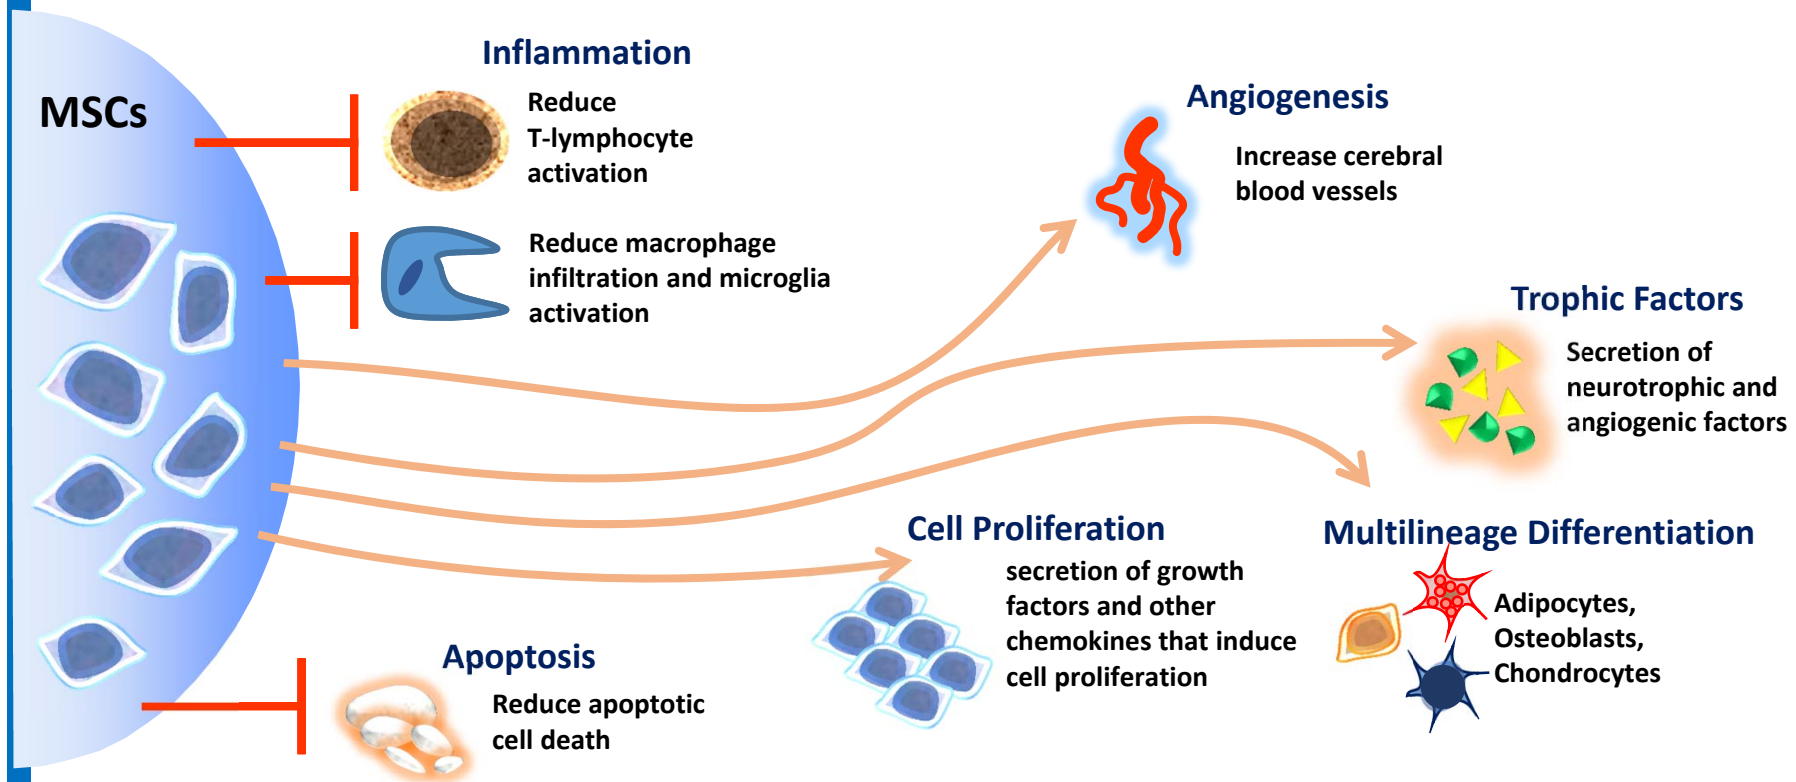 MSCs
Inflammation
Reduce
T-lymphocyte
activation
Reduce macrophage
infiltration and microglia
activation
Angiogenesis
Increase cerebral
blood vessels
Trophic Factors
Secretion of
neurotrophic and
angiogenic factors
Cell Proliferation
secretion of growth
factors and other
chemokines that induce
cell proliferation
Multilineage Differentiation
Adipocytes,
Osteoblasts,
Chondrocytes
Apoptosis
Reduce apoptotic
cell death